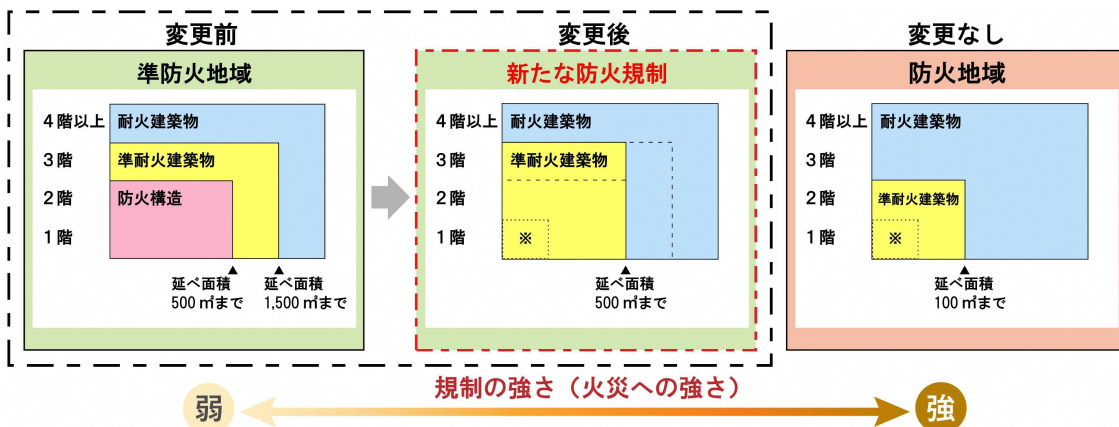 変更前
準防火地域
4階以上
3階
2階
1階
耐火建築物
準耐火建築物
防火構造
▲
延べ面積
500㎡まで
▲
延べ面積
1,500㎡まで
変更後
新たな防火規制
4階以上
3階
2階
1階
耐火建築物
準耐火建築物
※
▲
延べ面積
500㎡まで
変更なし
防火地域
4階以上
3階
2階
1階
耐火建築物
準耐火建築物
※
▲
延べ面積
100㎡まで
規制の強さ（火災への強さ）
弱
強